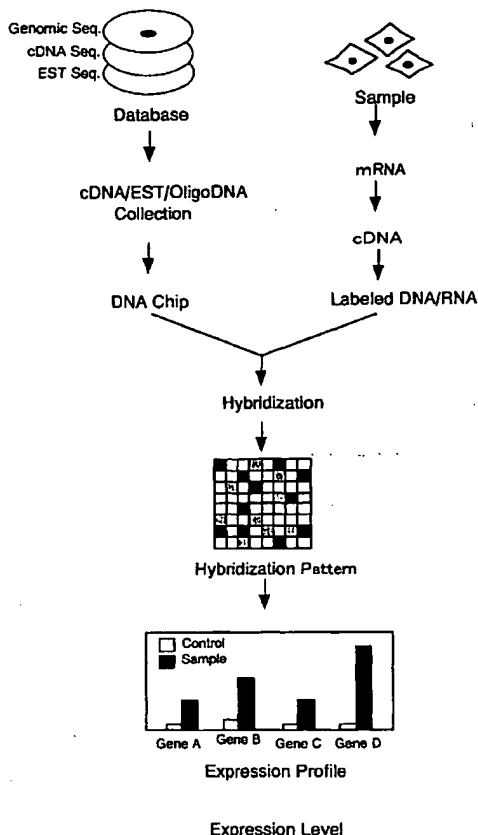 Genomic Seq.
cDNA Seq.
EST Seq.
Database
Sample
cDNA/EST/OligoDNA
Collection
mRNA
cDNA
DNA Chip
Labeled DNA/RNA
Hybridization
Hybridization Pattern
Control
Sample
Gene A
Gene B
Gene C
Gene D
Expression Profile
Expression Level